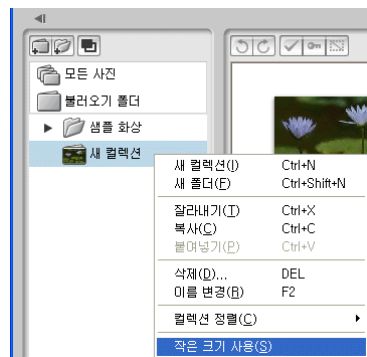 모든 사진
불러오기 폴더
샘플 화상
새 컬렉션
새 컬렉션(I) Ctrl+N
새 폴더(F) Ctrl+Shift+N
잘라내기(T) Ctrl+X
복사(C) Ctrl+C
붙여넣기(P) Ctrl+V
삭제(D)... DEL
이름 변경(R) F2
컬렉션 정렬(C)
작은 크기 사용(S)